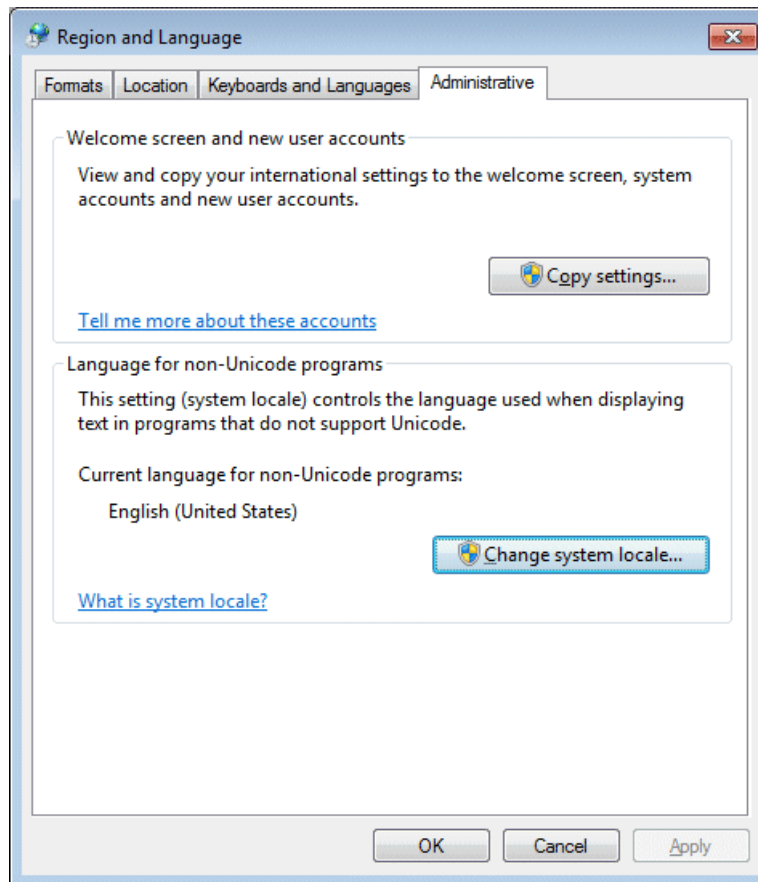 Region and Language
Formats Location Keyboards and Languages Administrative
Welcome screen and new user accounts
View and copy your international settings to the welcome screen, system
accounts and new user accounts.
Copy settings...
Tell me more about these accounts
Language for non-Unicode programs
This setting (system locale) controls the language used when displaying
text in programs that do not support Unicode.
Current language for non-Unicode programs:
English (United States)
Change system locale...
What is system locale?
OK Cancel Apply